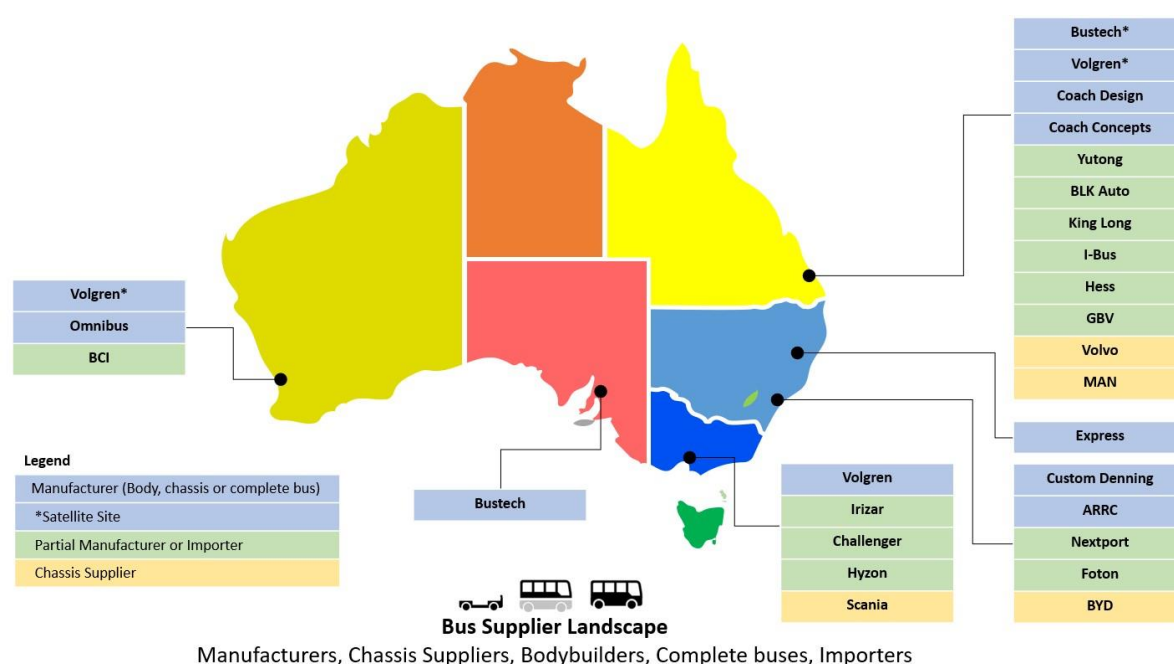 Bustech*
Volgren*
Coach Design
Coach Concepts
Yutong
BLK Auto
King Long
I-Bus
Hess
GBV
Volvo
MAN
Volgren*
Omnibus
BCI
Express
Legend
Manufacturer (Body, chassis or complete bus)
*Satellite Site
Partial Manufacturer or Importer
Chassis Supplier
Bustech
Volgren
Irizar
Challenger
Hyzon
Scania
Custom Denning
ARRC
Nextport
Foton
BYD
Bus Supplier Landscape
Manufacturers, Chassis Suppliers, Bodybuilders, Complete buses, Importers